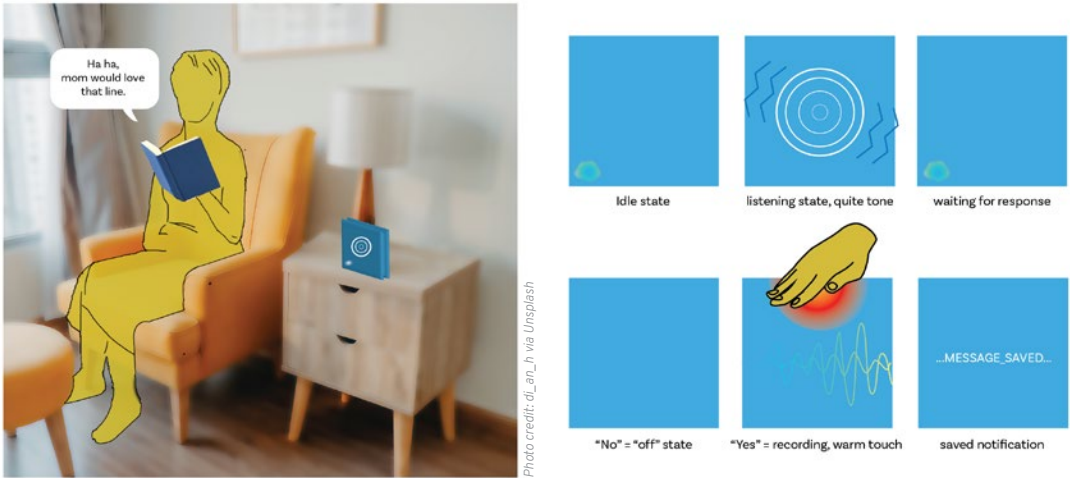 Ha ha,
mom would love
that line.
Photo credit: di_an_h via Unsplash
Idle state
listening state, quite tone
waiting for response
"No" = "off" state
"Yes" = recording, warm touch
...MESSAGE_SAVED...
saved notification